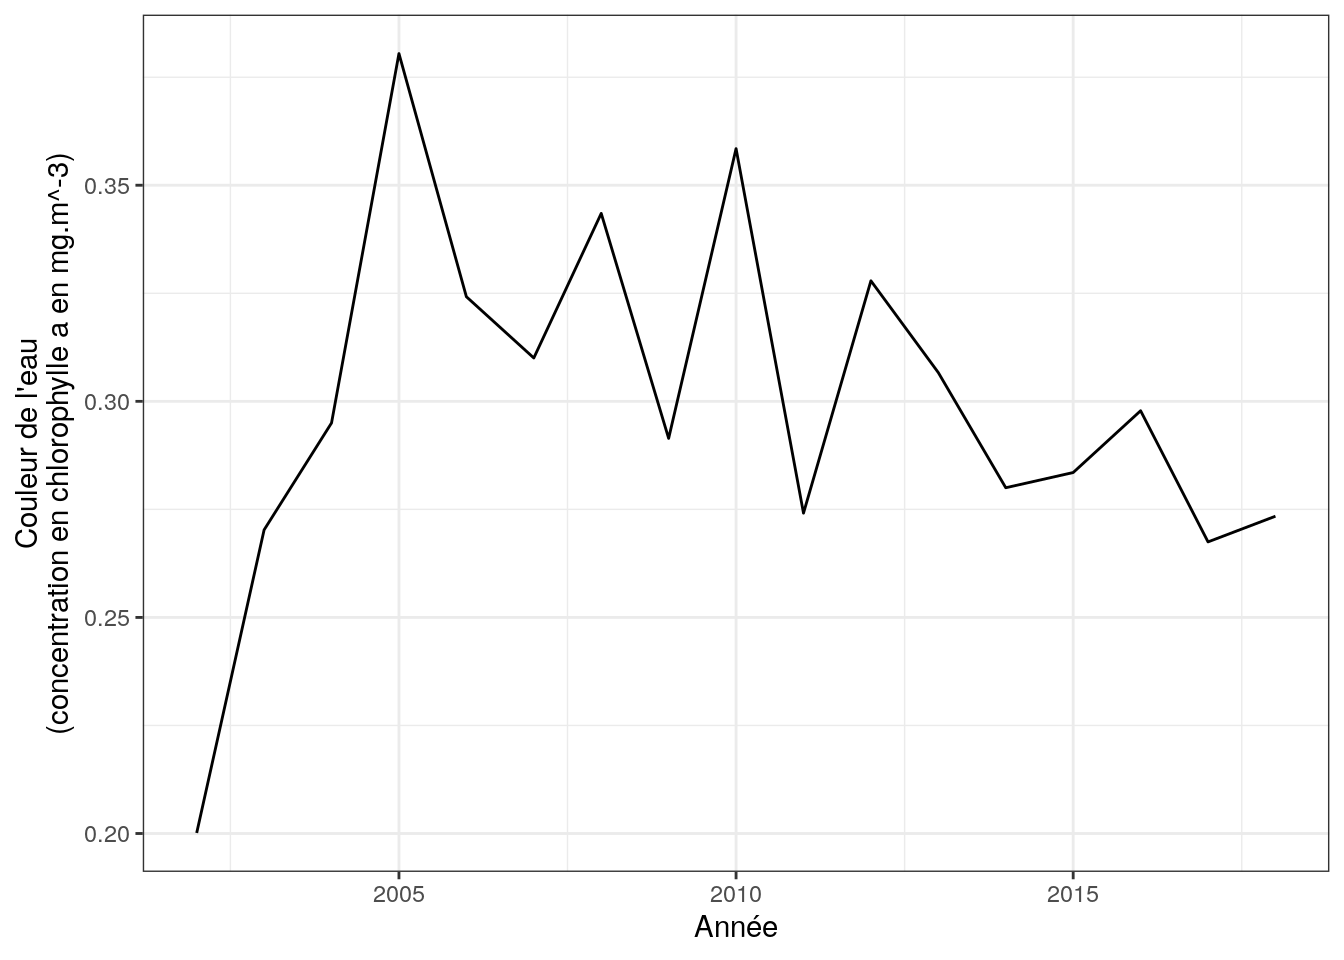 Couleur de l'eau
(concentration en chlorophylle a en mg.m^-3)
0.35
0.30
0.25
0.20
2005 2010 2015
Année